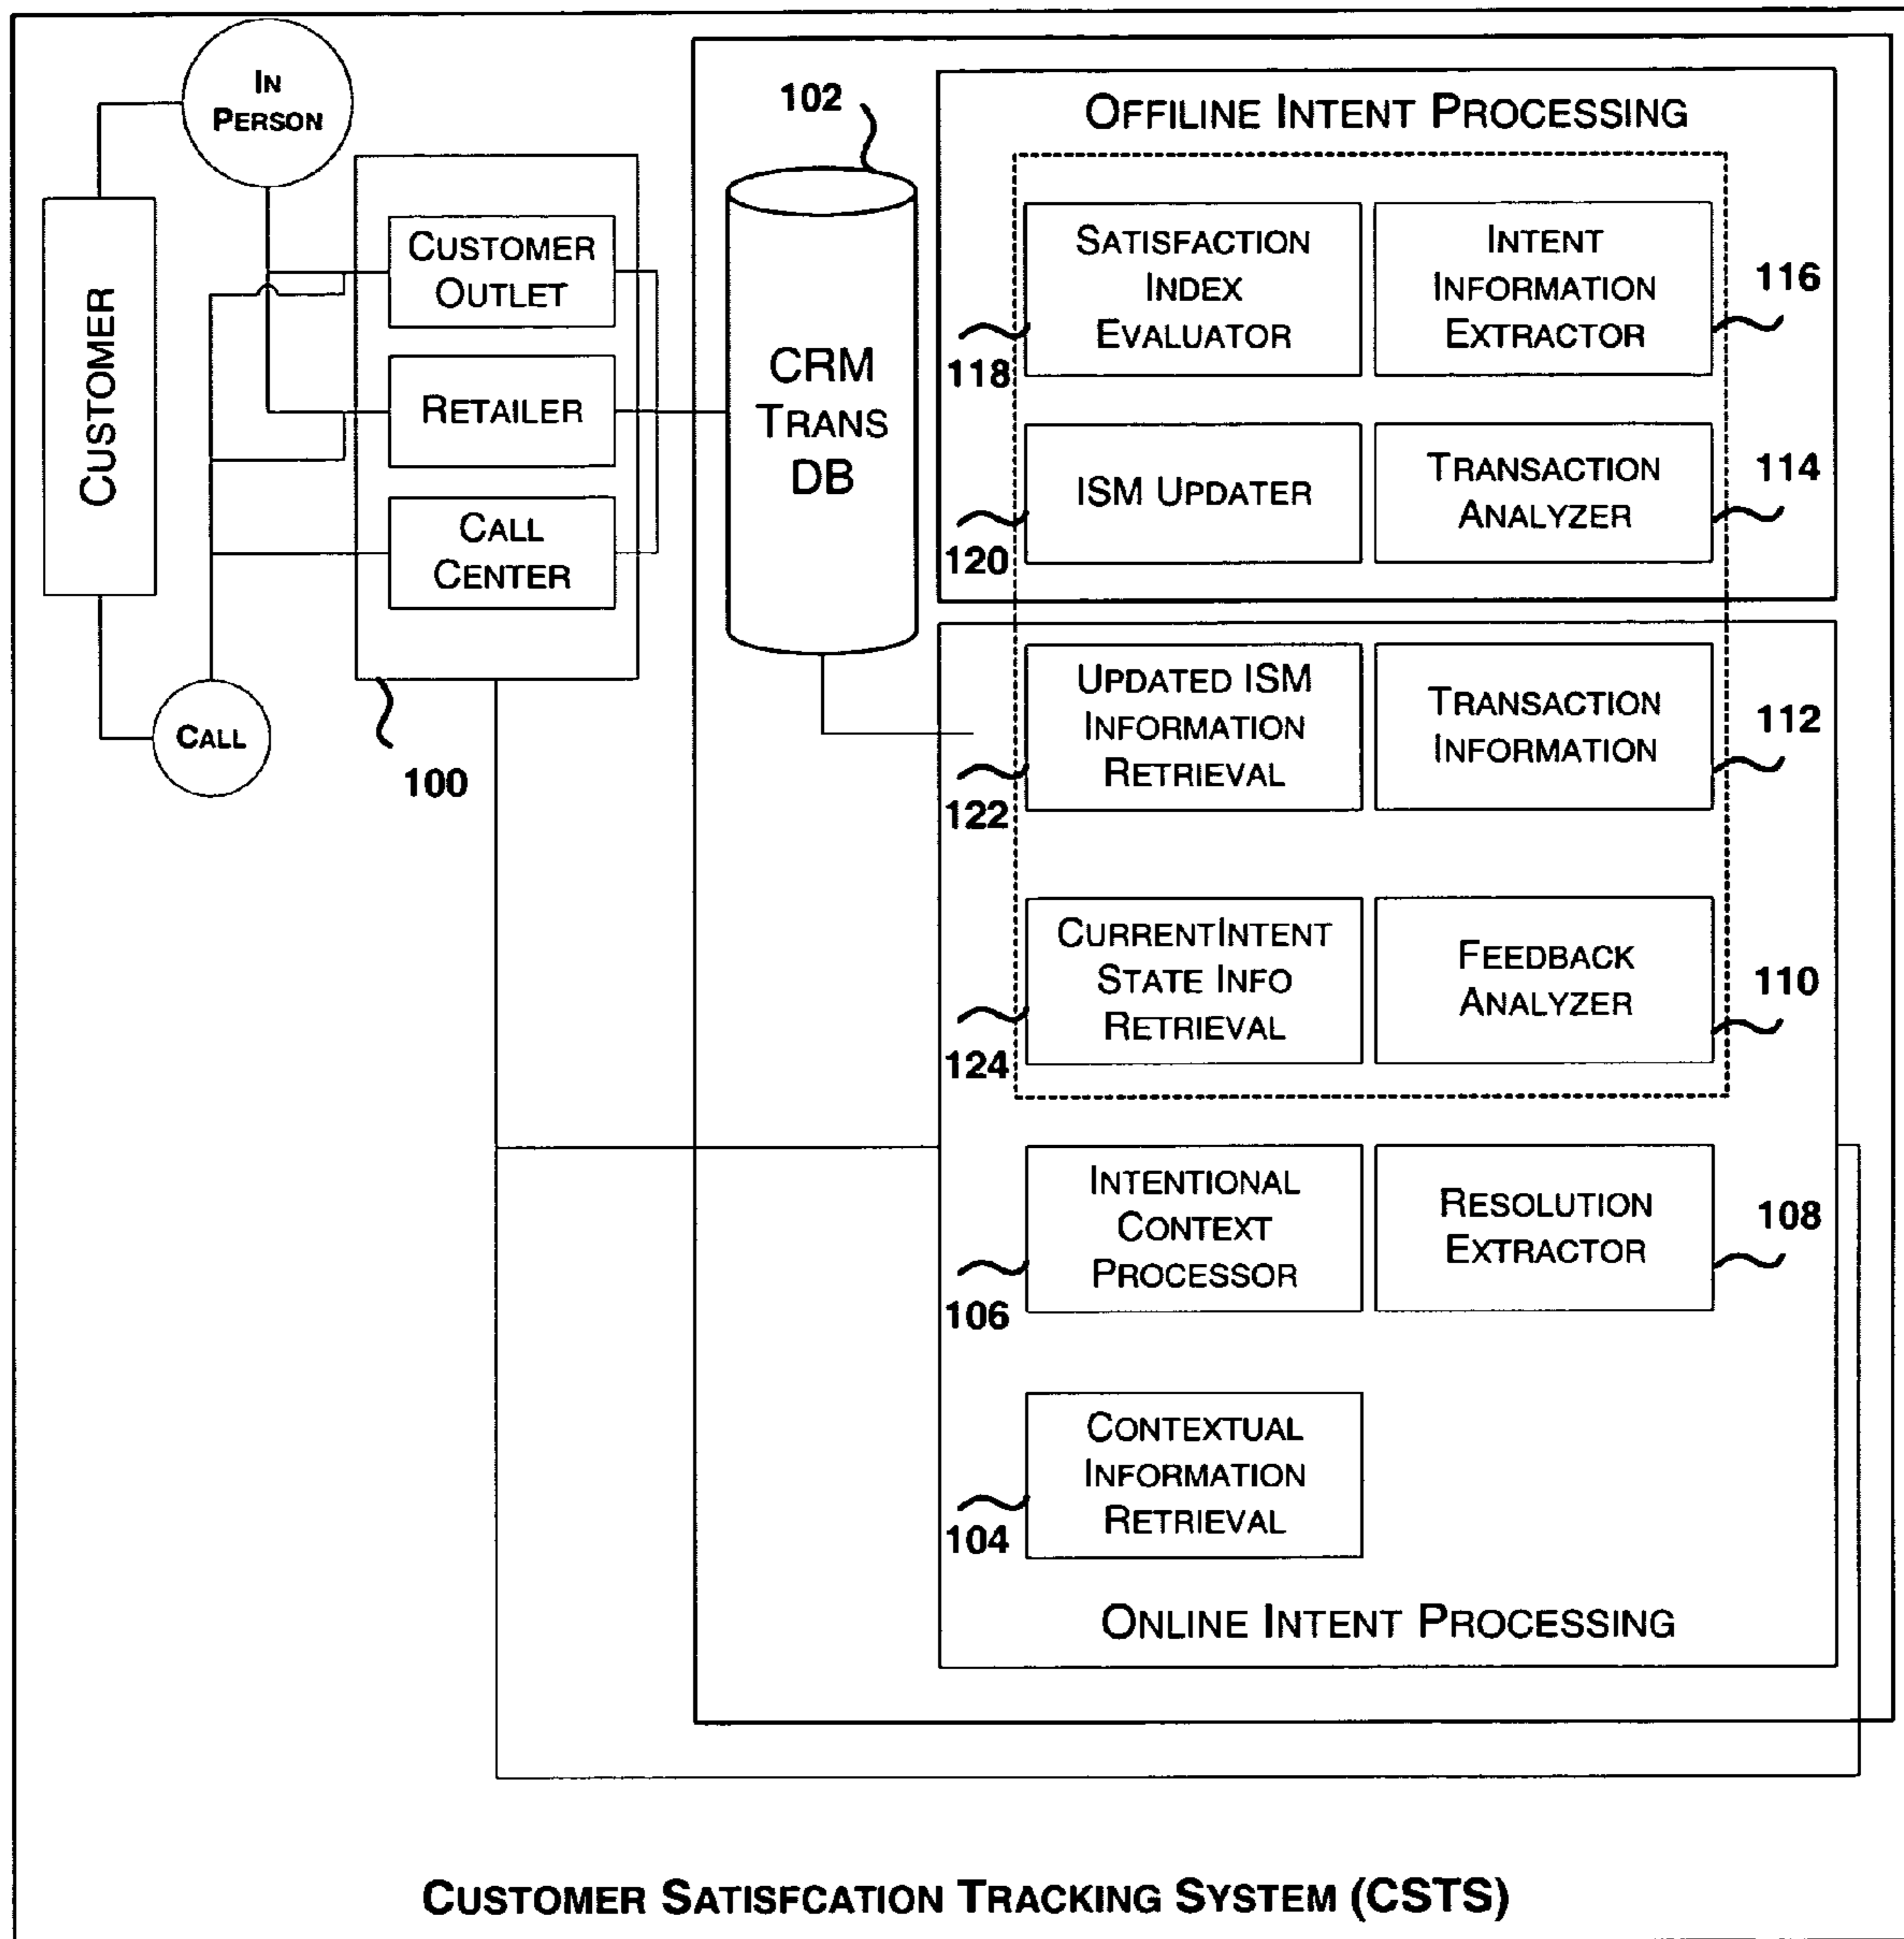 IN
PERSON
CUSTOMER
CALL
CUSTOMER
OUTLET
RETAILER
CALL
CENTER
100
102
CRM
TRANS
DB
OFFILINE INTENT PROCESSING
SATISFACTION
INDEX
EVALUATOR
118
INTENT
INFORMATION
EXTRACTOR
116
ISM UPDATER
120
TRANSACTION
ANALYZER
114
UPDATED ISM
INFORMATION
RETRIEVAL
122
TRANSACTION
INFORMATION
112
CURRENTINTENT
STATE INFO
RETRIEVAL
124
FEEDBACK
ANALYZER
110
INTENTIONAL
CONTEXT
PROCESSOR
106
RESOLUTION
EXTRACTOR
108
CONTEXTUAL
INFORMATION
RETRIEVAL
104
ONLINE INTENT PROCESSING
CUSTOMER SATISFCATION TRACKING SYSTEM (CSTS)